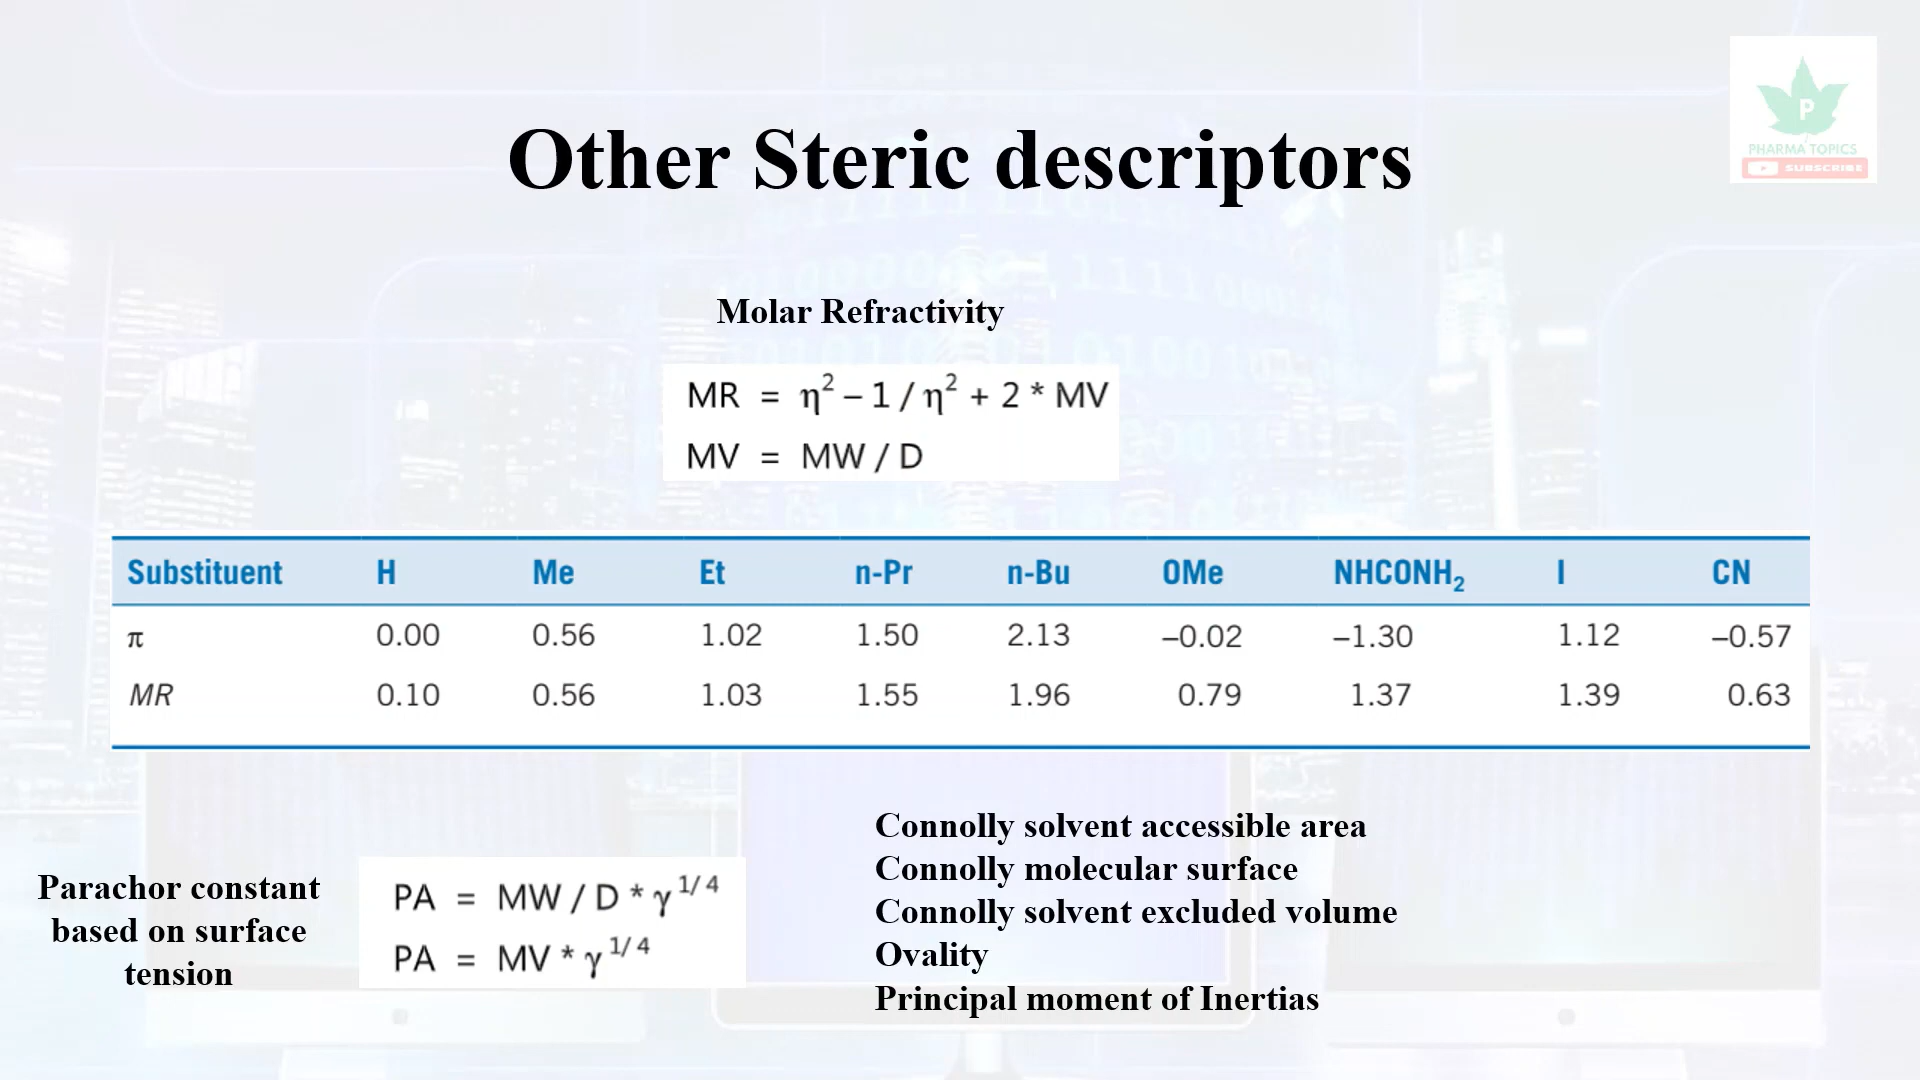 P
PHARMA TOPICS
SUBSCRIBE
Other Steric descriptors
Molar Refractivity
MR = η² – 1 / η² + 2 * MV
MV = MW / D
Substituent H Me Et n-Pr n-Bu OMe NHCONH₂ I CN
π 0.00 0.56 1.02 1.50 2.13 –0.02 –1.30 1.12 –0.57
MR 0.10 0.56 1.03 1.55 1.96 0.79 1.37 1.39 0.63
Parachor constant
based on surface
tension
PA = MW / D * γ^1/4
PA = MV * γ^1/4
Connolly solvent accessible area
Connolly molecular surface
Connolly solvent excluded volume
Ovality
Principal moment of Inertias